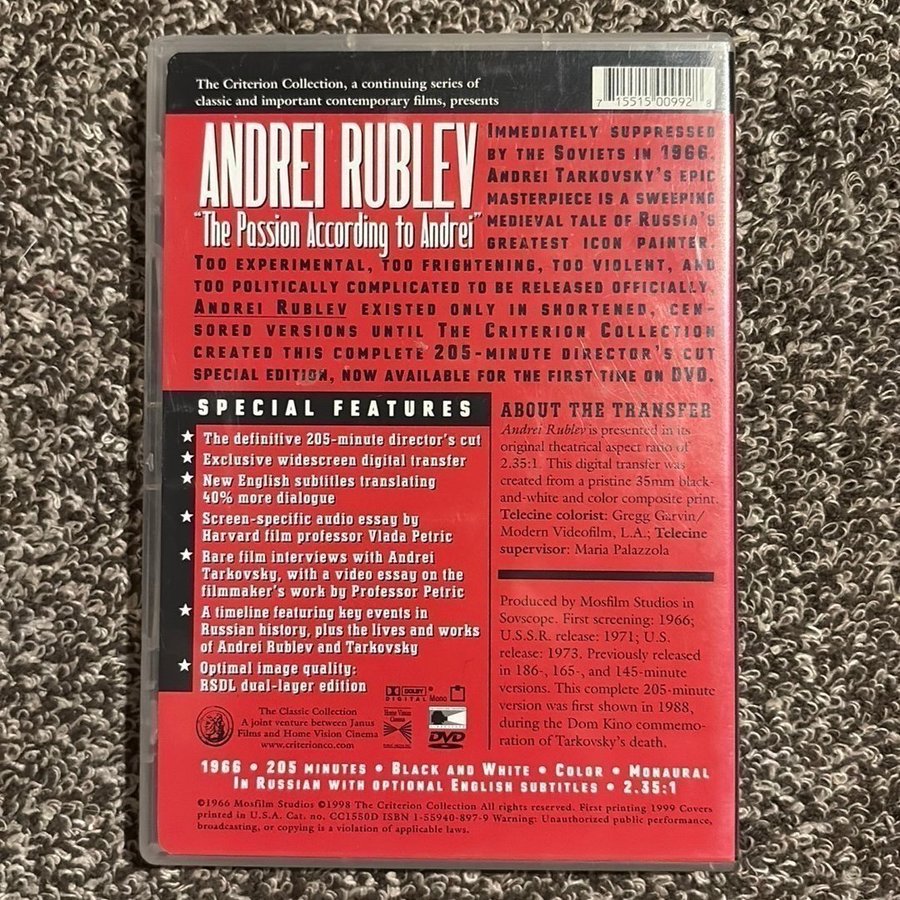 The Criterion Collection, a continuing series of
classic and important contemporary films, presents
7 15515 00992 8
ANDREI RUBLEV
"The Passion According to Andrei"
Immediately suppressed
by the Soviets in 1966,
Andrei Tarkovsky's epic
masterpiece is a sweeping
medieval tale of Russia's
greatest icon painter.
Too experimental, too frightening, too violent, and
too politically complicated to be released officially,
Andrei Rublev existed only in shortened, cen-
sored versions until The Criterion Collection
created this complete 205-minute director's cut
special edition, now available for the first time on DVD.
SPECIAL FEATURES
★ The definitive 205-minute director's cut
★ Exclusive widescreen digital transfer
★ New English subtitles translating
40% more dialogue
★ Screen-specific audio essay by
Harvard film professor Vlada Petric
★ Rare film interviews with Andrei
Tarkovsky, with a video essay on the
filmmaker's work by Professor Petric
★ A timeline featuring key events in
Russian history, plus the lives and works
of Andrei Rublev and Tarkovsky
★ Optimal image quality:
RSDL dual-layer edition
ABOUT THE TRANSFER
Andrei Rublev is presented in its
original theatrical aspect ratio of
2.35:1. This digital transfer was
created from a pristine 35mm black-
and-white and color composite print.
Telecine colorist: Gregg Garvin/
Modern Videofilm, L.A.; Telecine
supervisor: Maria Palazzola
Produced by Mosfilm Studios in
Sovscope. First screening: 1966;
U.S.S.R. release: 1971; U.S.
release: 1973. Previously released
in 186-, 165-, and 145-minute
versions. This complete 205-minute
version was first shown in 1988,
during the Dom Kino commemo-
ration of Tarkovsky's death.
DOLBY
DIGITAL Mono
The Classic Collection
A joint venture between Janus
Films and Home Vision Cinema
www.criterionco.com
Home Vision
Cinema
DVD
VIDEO
1966 • 205 minutes • Black and White • Color • Monaural
In Russian with optional English subtitles • 2.35:1
©1966 Mosfilm Studios ©1998 The Criterion Collection All rights reserved. First printing 1999 Covers
printed in U.S.A. Cat. no. CC1550D ISBN 1-55940-897-9 Warning: Unauthorized public performance,
broadcasting, or copying is a violation of applicable laws.